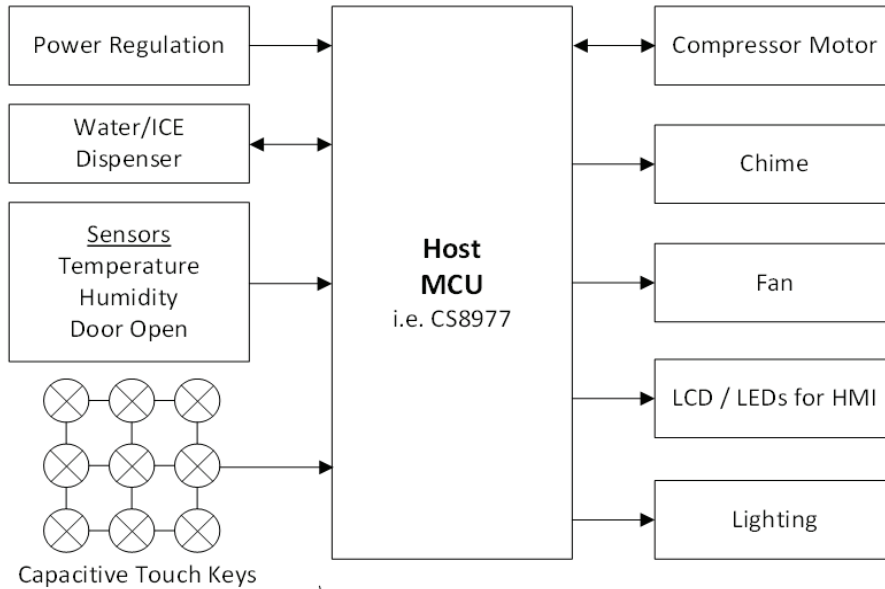 Power Regulation
Water/ICE
Dispenser
Sensors
Temperature
Humidity
Door Open
Capacitive Touch Keys
Host
MCU
i.e. CS8977
Compressor Motor
Chime
Fan
LCD / LEDs for HMI
Lighting